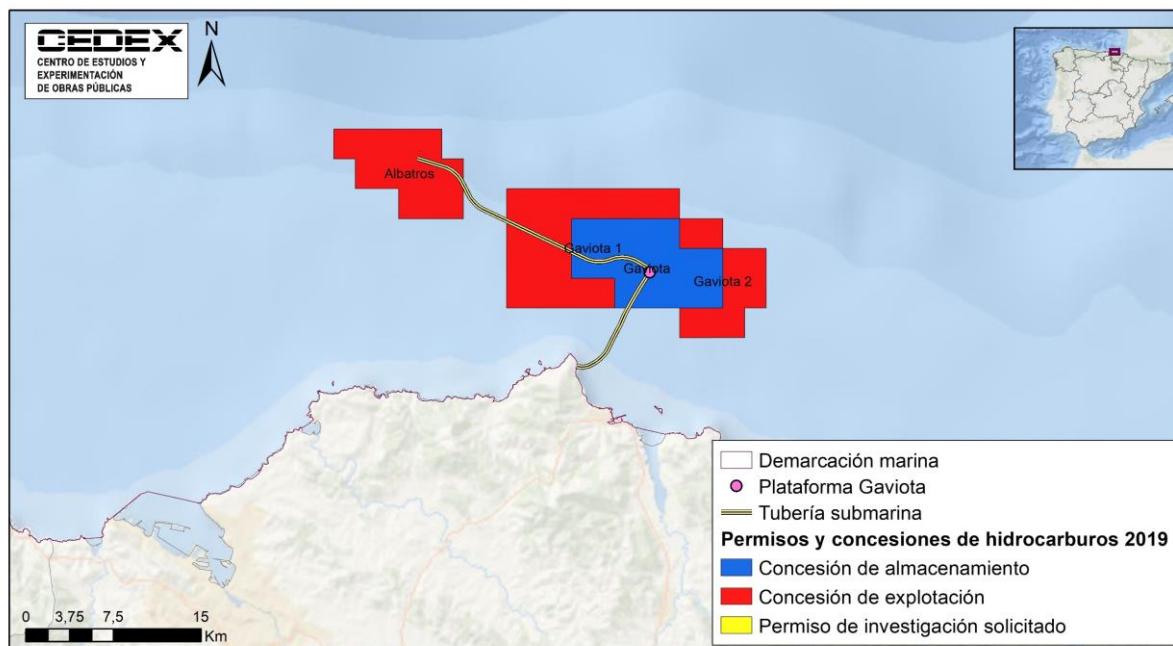 CEDEX
CENTRO DE ESTUDIOS Y
EXPERIMENTACIÓN
DE OBRAS PÚBLICAS
N
Albatros
Gaviota 1
Gaviota
Gaviota 2
Demarcación marina
Plataforma Gaviota
Tubería submarina
Permisos y concesiones de hidrocarburos 2019
Concesión de almacenamiento
Concesión de explotación
Permiso de investigación solicitado
0 3,75 7,5 15
Km